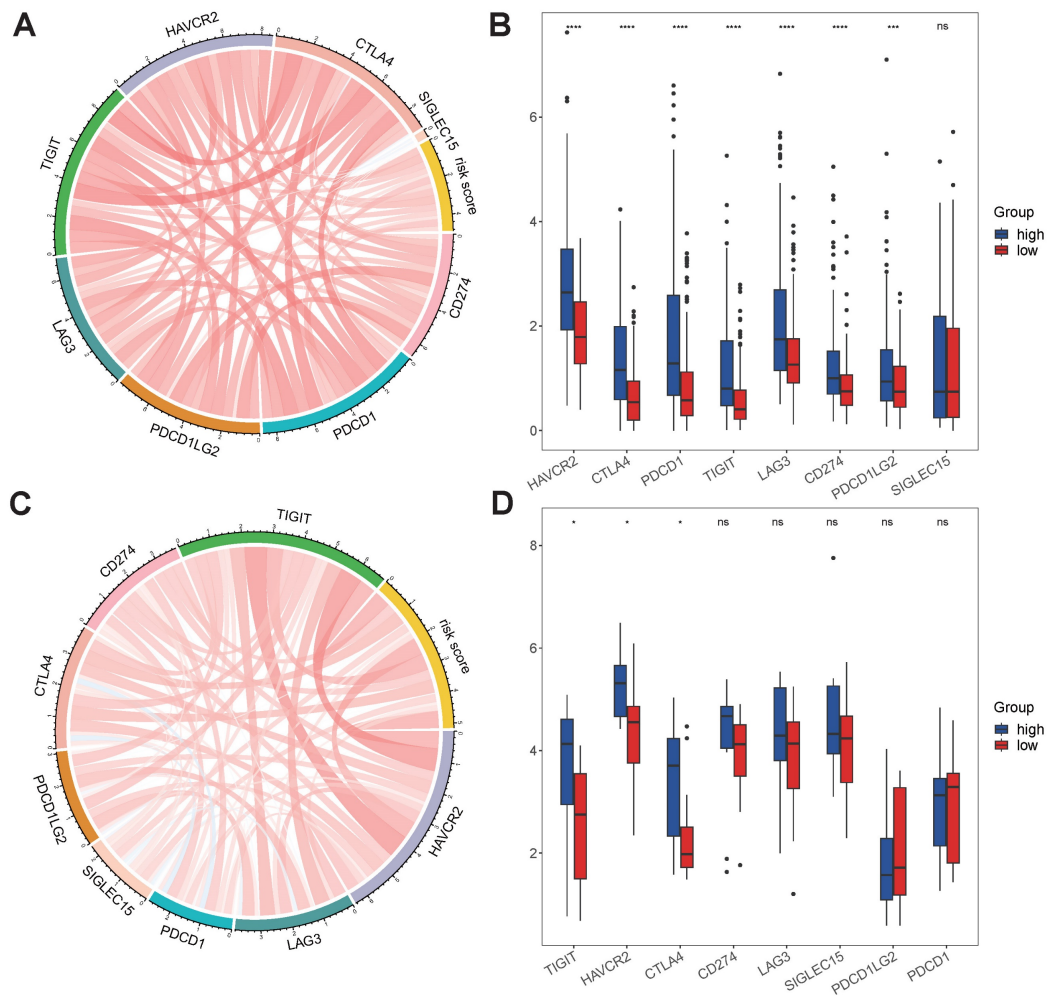 A
HAVCR2
CTLA4
SIGLEC15
risk score
CD274
PDCD1
PDCD1LG2
LAG3
TIGIT
B
**** **** **** **** **** **** *** ns
6
4
2
0
HAVCR2 CTLA4 PDCD1 TIGIT LAG3 CD274 PDCD1LG2 SIGLEC15
Group
high
low
C
TIGIT
risk score
HAVCR2
LAG3
PDCD1
SIGLEC15
PDCD1LG2
CTLA4
CD274
D
* * * ns ns ns ns ns
8
6
4
2
TIGIT HAVCR2 CTLA4 CD274 LAG3 SIGLEC15 PDCD1LG2 PDCD1
Group
high
low